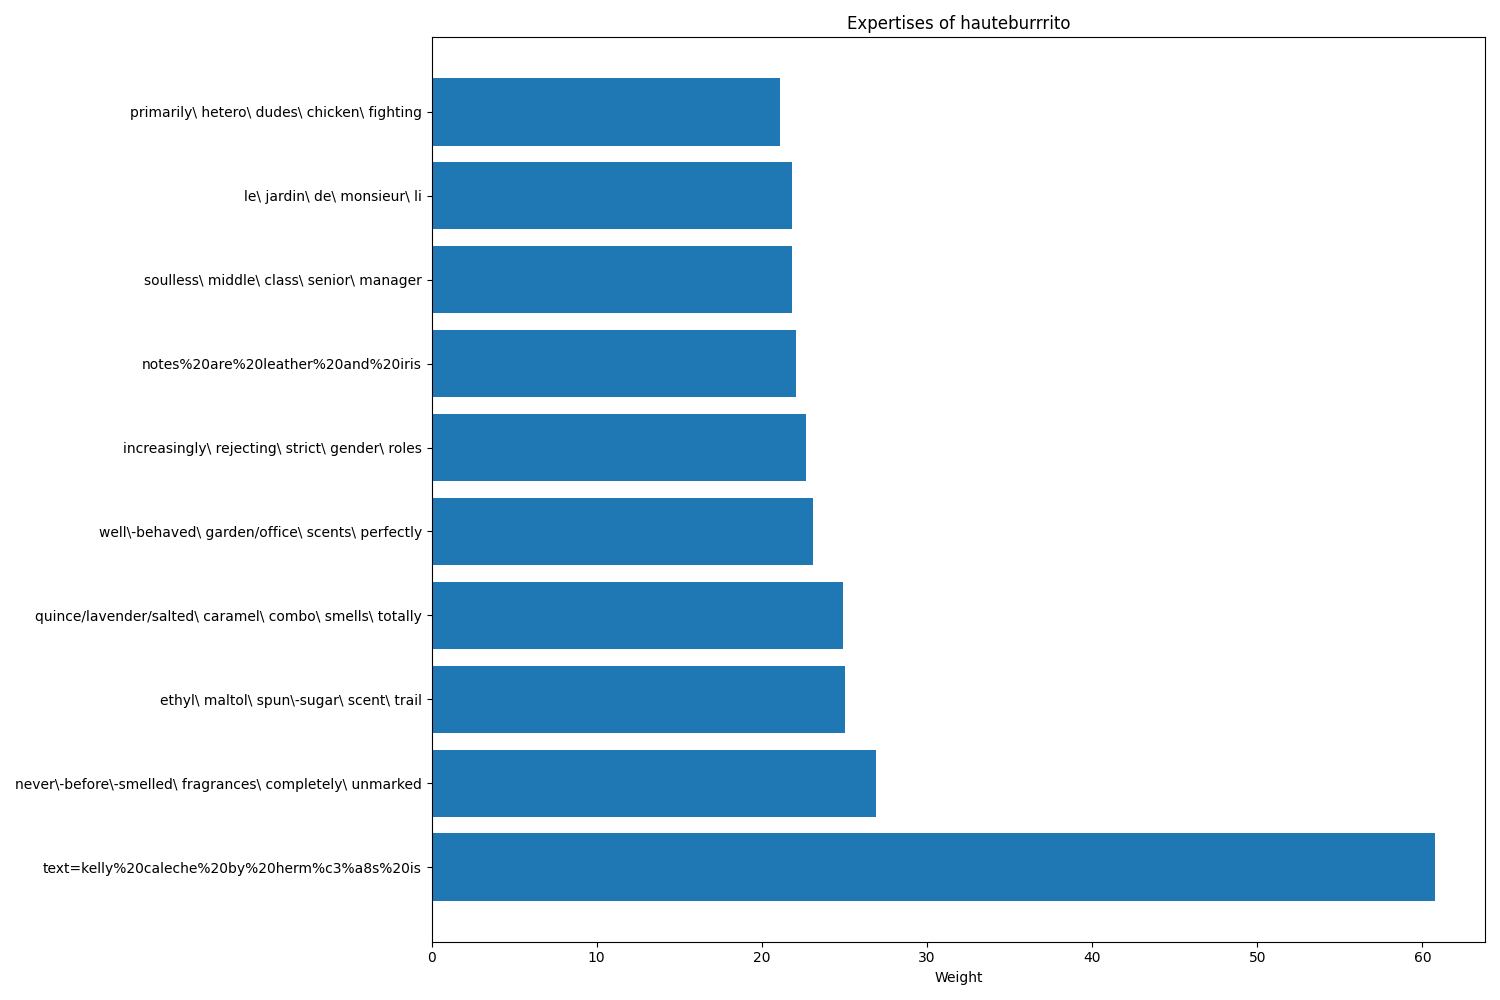 Expertises of hauteburrrito
primarily\ hetero\ dudes\ chicken\ fighting
le\ jardin\ de\ monsieur\ li
soulless\ middle\ class\ senior\ manager
notes%20are%20leather%20and%20iris
increasingly\ rejecting\ strict\ gender\ roles
well\-behaved\ garden/office\ scents\ perfectly
quince/lavender/salted\ caramel\ combo\ smells\ totally
ethyl\ maltol\ spun\-sugar\ scent\ trail
never\-before\-smelled\ fragrances\ completely\ unmarked
text=kelly%20caleche%20by%20herm%c3%a8s%20is
0 10 20 30 40 50 60
Weight